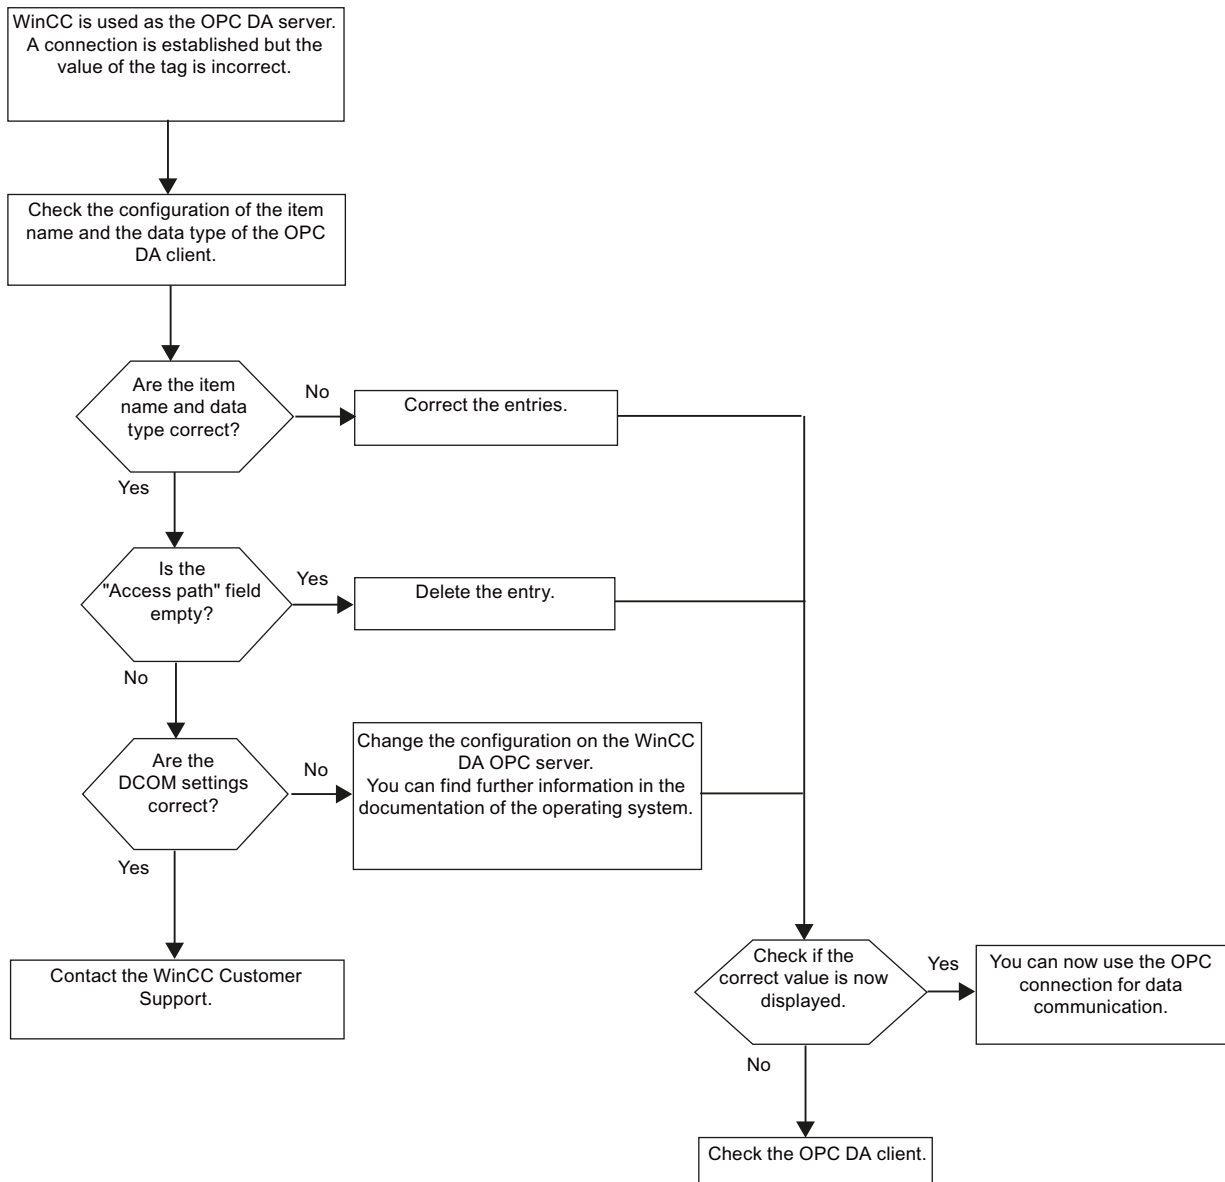 WinCC is used as the OPC DA server.
A connection is established but the
value of the tag is incorrect.
Check the configuration of the item
name and the data type of the OPC
DA client.
Are the item
name and data
type correct?
No
Correct the entries.
Yes
Is the
"Access path" field
empty?
Yes
Delete the entry.
No
Are the
DCOM settings
correct?
No
Change the configuration on the WinCC
DA OPC server.
You can find further information in the
documentation of the operating system.
Yes
Contact the WinCC Customer
Support.
Check if the
correct value is now
displayed.
Yes
You can now use the OPC
connection for data
communication.
No
Check the OPC DA client.